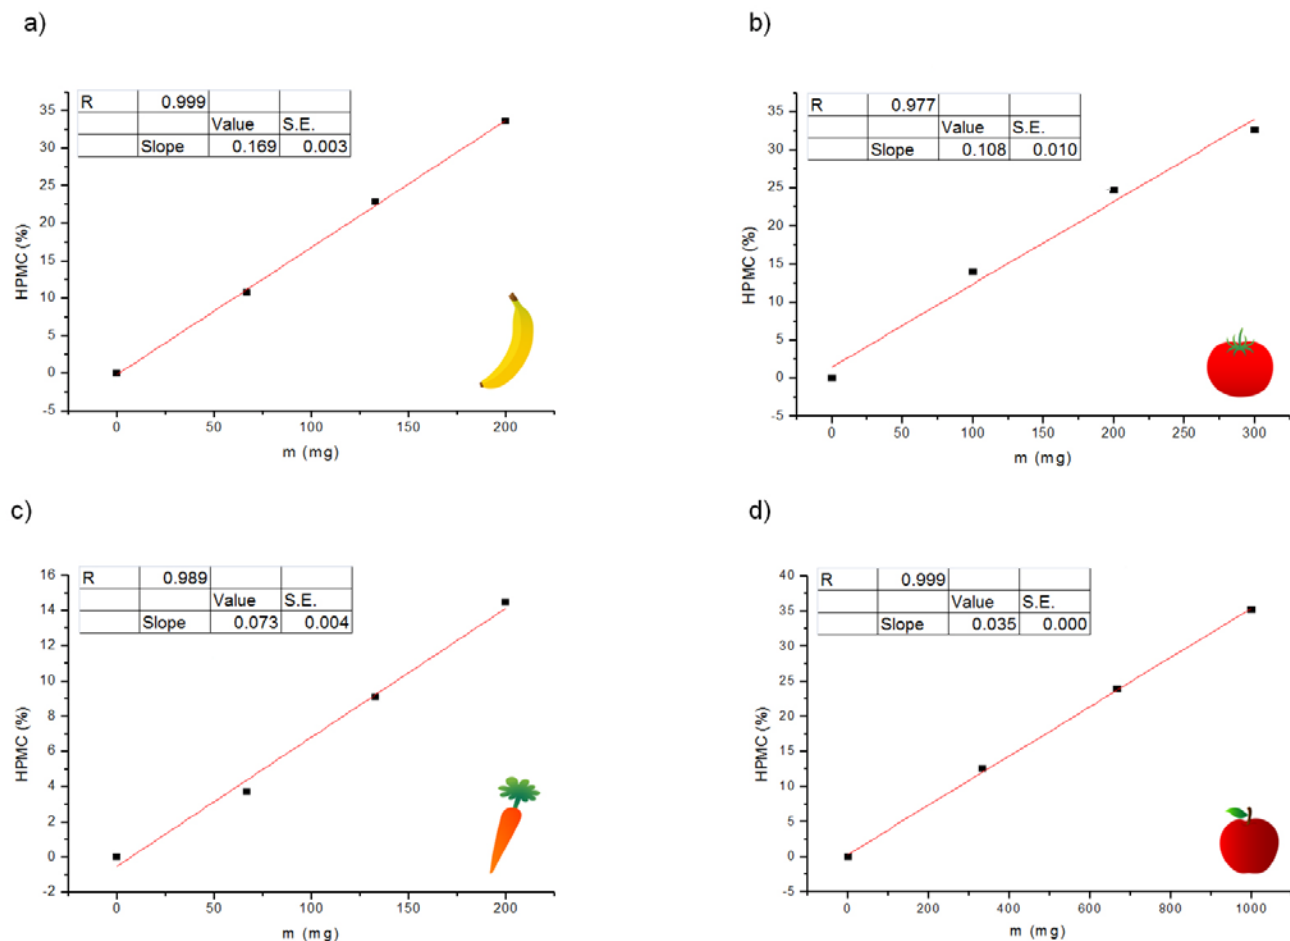 a)
R 0.999
Value S.E.
Slope 0.169 0.003
35
30
25
20
15
10
5
0
-5
HPMC (%)
0 50 100 150 200
m (mg)
b)
R 0.977
Value S.E.
Slope 0.108 0.010
35
30
25
20
15
10
5
0
-5
HPMC (%)
0 50 100 150 200 250 300
m (mg)
c)
R 0.989
Value S.E.
Slope 0.073 0.004
16
14
12
10
8
6
4
2
0
-2
HPMC (%)
0 50 100 150 200
m (mg)
d)
R 0.999
Value S.E.
Slope 0.035 0.000
40
35
30
25
20
15
10
5
0
-5
HPMC (%)
0 200 400 600 800 1000
m (mg)